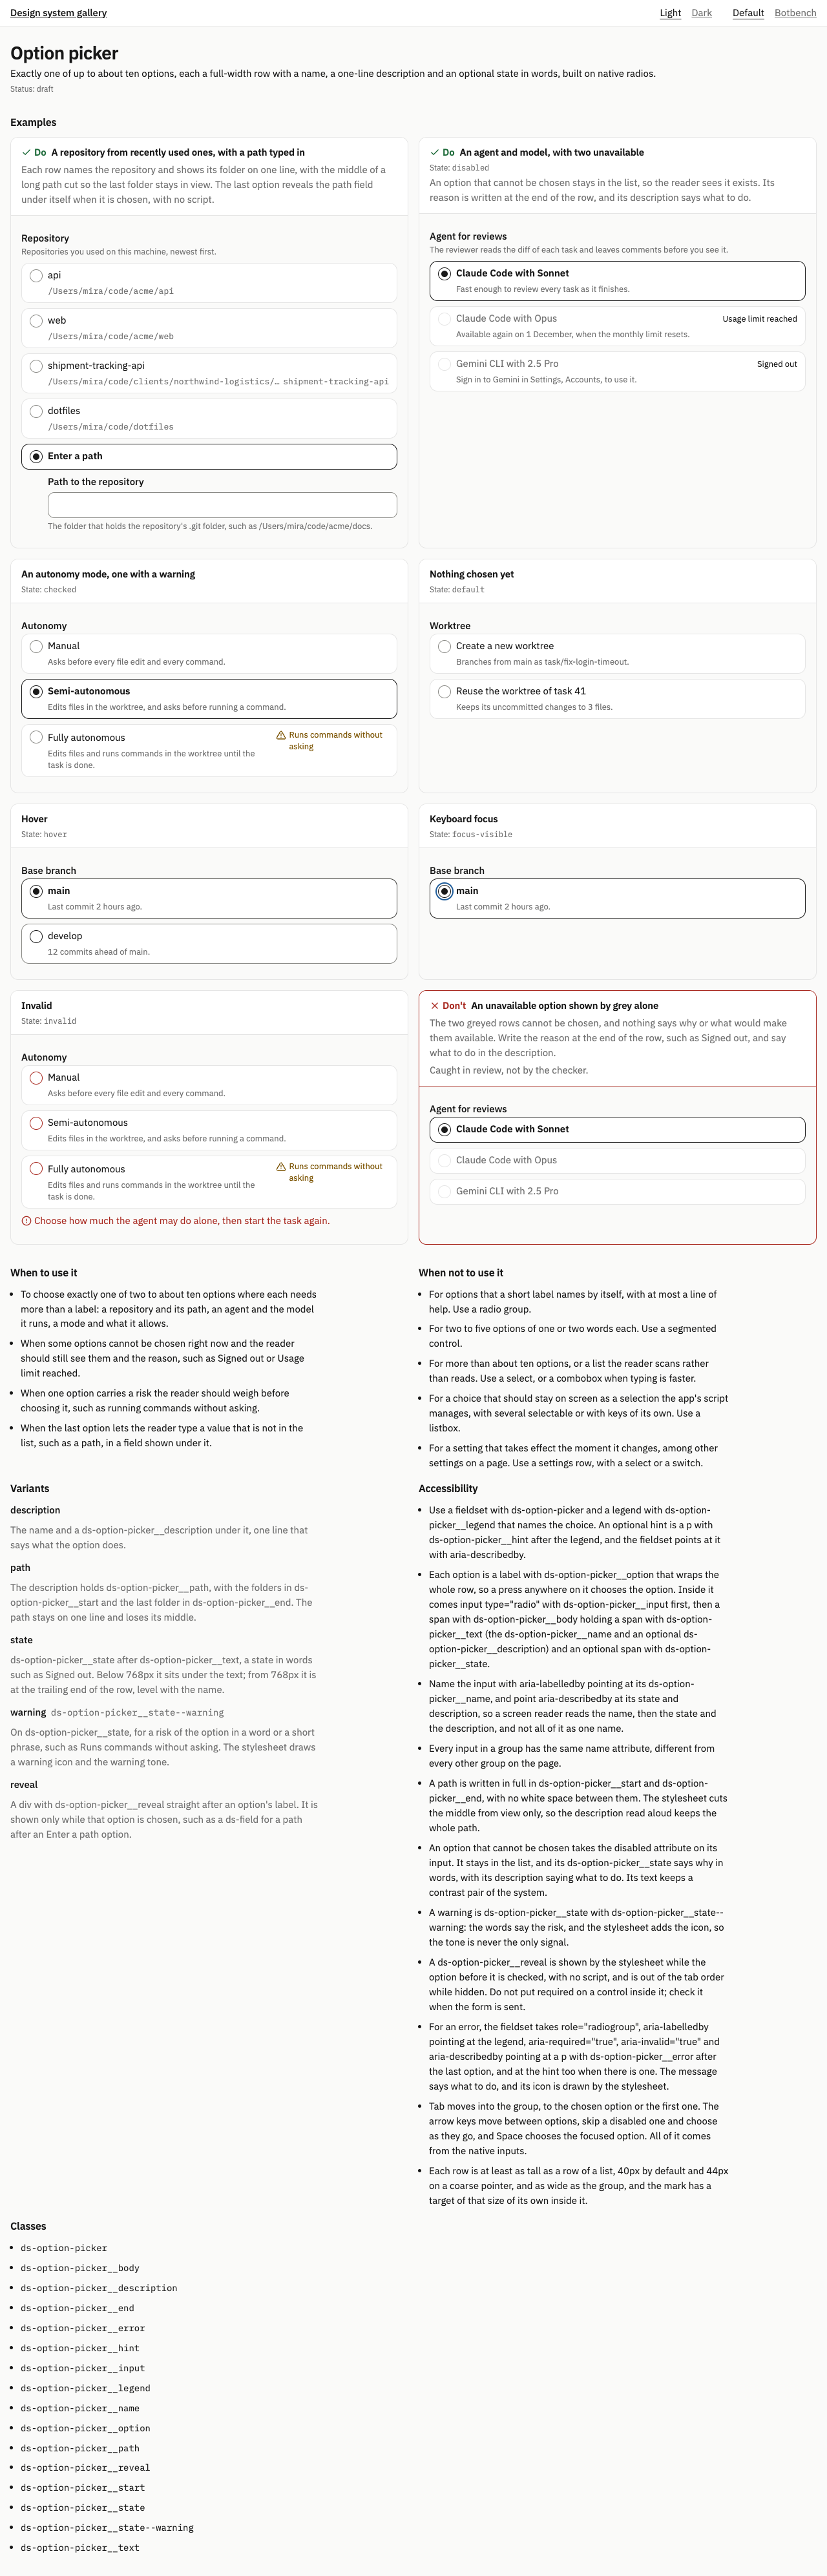 Design system gallery
Light Dark Default Botbench
Option picker
Exactly one of up to about ten options, each a full-width row with a name, a one-line description and an optional state in words, built on native radios.
Status: draft
Examples
Do A repository from recently used ones, with a path typed in
Each row names the repository and shows its folder on one line, with the middle of a
long path cut so the last folder stays in view. The last option reveals the path field
under itself when it is chosen, with no script.
Repository
Repositories you used on this machine, newest first.
api
/Users/mira/code/acme/api
web
/Users/mira/code/acme/web
shipment-tracking-api
/Users/mira/code/clients/northwind-logistics/… shipment-tracking-api
dotfiles
/Users/mira/code/dotfiles
Enter a path
Path to the repository
The folder that holds the repository's .git folder, such as /Users/mira/code/acme/docs.
Do An agent and model, with two unavailable
State: disabled
An option that cannot be chosen stays in the list, so the reader sees it exists. Its
reason is written at the end of the row, and its description says what to do.
Agent for reviews
The reviewer reads the diff of each task and leaves comments before you see it.
Claude Code with Sonnet
Fast enough to review every task as it finishes.
Claude Code with Opus Usage limit reached
Available again on 1 December, when the monthly limit resets.
Gemini CLI with 2.5 Pro Signed out
Sign in to Gemini in Settings, Accounts, to use it.
An autonomy mode, one with a warning
State: checked
Autonomy
Manual
Asks before every file edit and every command.
Semi-autonomous
Edits files in the worktree, and asks before running a command.
Fully autonomous
Edits files and runs commands in the worktree until the
task is done.
Runs commands without
asking
Nothing chosen yet
State: default
Worktree
Create a new worktree
Branches from main as task/fix-login-timeout.
Reuse the worktree of task 41
Keeps its uncommitted changes to 3 files.
Hover
State: hover
Base branch
main
Last commit 2 hours ago.
develop
12 commits ahead of main.
Keyboard focus
State: focus-visible
Base branch
main
Last commit 2 hours ago.
Invalid
State: invalid
Autonomy
Manual
Asks before every file edit and every command.
Semi-autonomous
Edits files in the worktree, and asks before running a command.
Fully autonomous
Edits files and runs commands in the worktree until the
task is done.
Runs commands without
asking
Choose how much the agent may do alone, then start the task again.
Don't An unavailable option shown by grey alone
The two greyed rows cannot be chosen, and nothing says why or what would make
them available. Write the reason at the end of the row, such as Signed out, and say
what to do in the description.
Caught in review, not by the checker.
Agent for reviews
Claude Code with Sonnet
Claude Code with Opus
Gemini CLI with 2.5 Pro
When to use it
To choose exactly one of two to about ten options where each needs
more than a label: a repository and its path, an agent and the model
it runs, a mode and what it allows.
When some options cannot be chosen right now and the reader
should still see them and the reason, such as Signed out or Usage
limit reached.
When one option carries a risk the reader should weigh before
choosing it, such as running commands without asking.
When the last option lets the reader type a value that is not in the
list, such as a path, in a field shown under it.
When not to use it
For options that a short label names by itself, with at most a line of
help. Use a radio group.
For two to five options of one or two words each. Use a segmented
control.
For more than about ten options, or a list the reader scans rather
than reads. Use a select, or a combobox when typing is faster.
For a choice that should stay on screen as a selection the app's script
manages, with several selectable or with keys of its own. Use a
listbox.
For a setting that takes effect the moment it changes, among other
settings on a page. Use a settings row, with a select or a switch.
Variants
description
The name and a ds-option-picker__description under it, one line that
says what the option does.
path
The description holds ds-option-picker__path, with the folders in ds-
option-picker__start and the last folder in ds-option-picker__end. The
path stays on one line and loses its middle.
state
ds-option-picker__state after ds-option-picker__text, a state in words
such as Signed out. Below 768px it sits under the text; from 768px it is
at the trailing end of the row, level with the name.
warning ds-option-picker__state--warning
On ds-option-picker__state, for a risk of the option in a word or a short
phrase, such as Runs commands without asking. The stylesheet draws
a warning icon and the warning tone.
reveal
A div with ds-option-picker__reveal straight after an option's label. It is
shown only while that option is chosen, such as a ds-field for a path
after an Enter a path option.
Accessibility
Use a fieldset with ds-option-picker and a legend with ds-option-
picker__legend that names the choice. An optional hint is a p with
ds-option-picker__hint after the legend, and the fieldset points at it
with aria-describedby.
Each option is a label with ds-option-picker__option that wraps the
whole row, so a press anywhere on it chooses the option. Inside it
comes input type="radio" with ds-option-picker__input first, then a
span with ds-option-picker__body holding a span with ds-option-
picker__text (the ds-option-picker__name and an optional ds-
option-picker__description) and an optional span with ds-option-
picker__state.
Name the input with aria-labelledby pointing at its ds-option-
picker__name, and point aria-describedby at its state and
description, so a screen reader reads the name, then the state and
the description, and not all of it as one name.
Every input in a group has the same name attribute, different from
every other group on the page.
A path is written in full in ds-option-picker__start and ds-option-
picker__end, with no white space between them. The stylesheet cuts
the middle from view only, so the description read aloud keeps the
whole path.
An option that cannot be chosen takes the disabled attribute on its
input. It stays in the list, and its ds-option-picker__state says why in
words, with its description saying what to do. Its text keeps a
contrast pair of the system.
A warning is ds-option-picker__state with ds-option-picker__state--
warning: the words say the risk, and the stylesheet adds the icon, so
the tone is never the only signal.
A ds-option-picker__reveal is shown by the stylesheet while the
option before it is checked, with no script, and is out of the tab order
while hidden. Do not put required on a control inside it; check it
when the form is sent.
For an error, the fieldset takes role="radiogroup", aria-labelledby
pointing at the legend, aria-required="true", aria-invalid="true" and
aria-describedby pointing at a p with ds-option-picker__error after
the last option, and at the hint too when there is one. The message
says what to do, and its icon is drawn by the stylesheet.
Tab moves into the group, to the chosen option or the first one. The
arrow keys move between options, skip a disabled one and choose
as they go, and Space chooses the focused option. All of it comes
from the native inputs.
Each row is at least as tall as a row of a list, 40px by default and 44px
on a coarse pointer, and as wide as the group, and the mark has a
target of that size of its own inside it.
Classes
ds-option-picker
ds-option-picker__body
ds-option-picker__description
ds-option-picker__end
ds-option-picker__error
ds-option-picker__hint
ds-option-picker__input
ds-option-picker__legend
ds-option-picker__name
ds-option-picker__option
ds-option-picker__path
ds-option-picker__reveal
ds-option-picker__start
ds-option-picker__state
ds-option-picker__state--warning
ds-option-picker__text